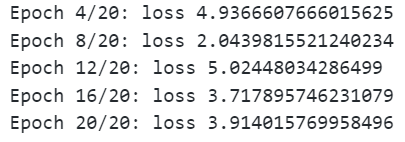 Epoch 4/20: loss 4.9366607666015625
Epoch 8/20: loss 2.0439815521240234
Epoch 12/20: loss 5.02448034286499
Epoch 16/20: loss 3.717895746231079
Epoch 20/20: loss 3.914015769958496